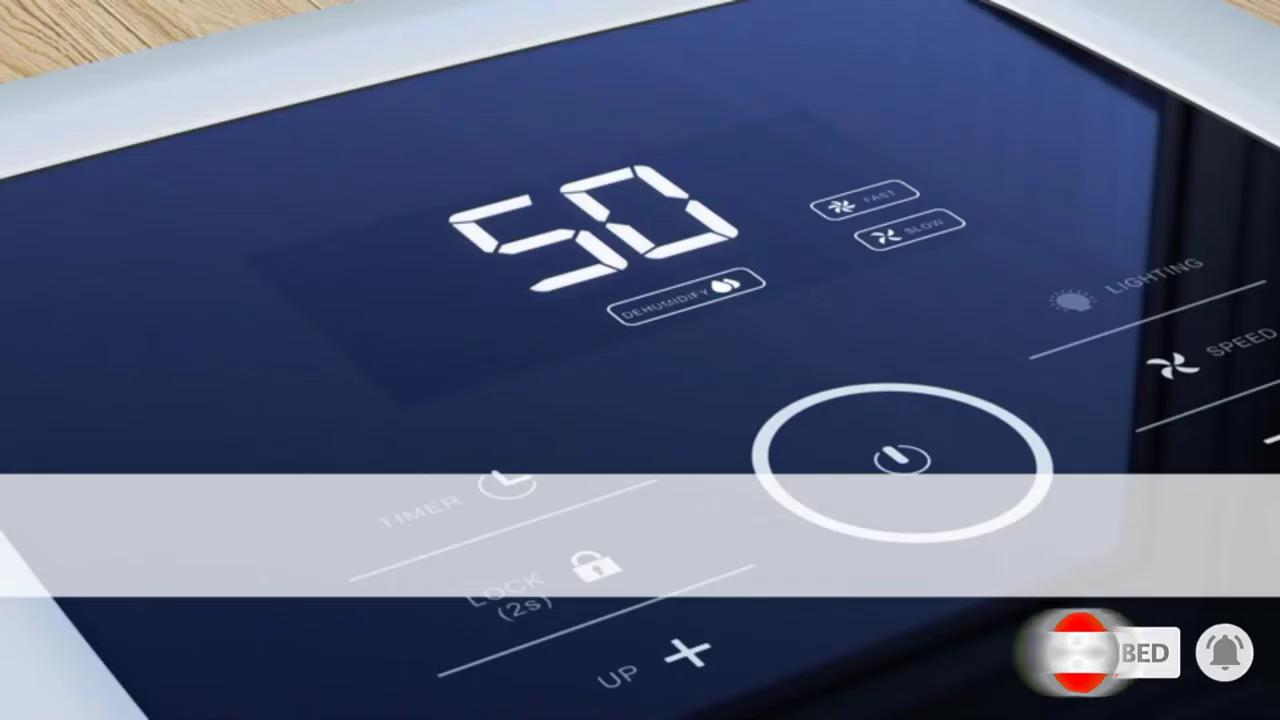 50
FAST
SLOW
DEHUMIDIFY
LIGHTING
SPEED
TIMER
LOCK
(2s)
UP
BED